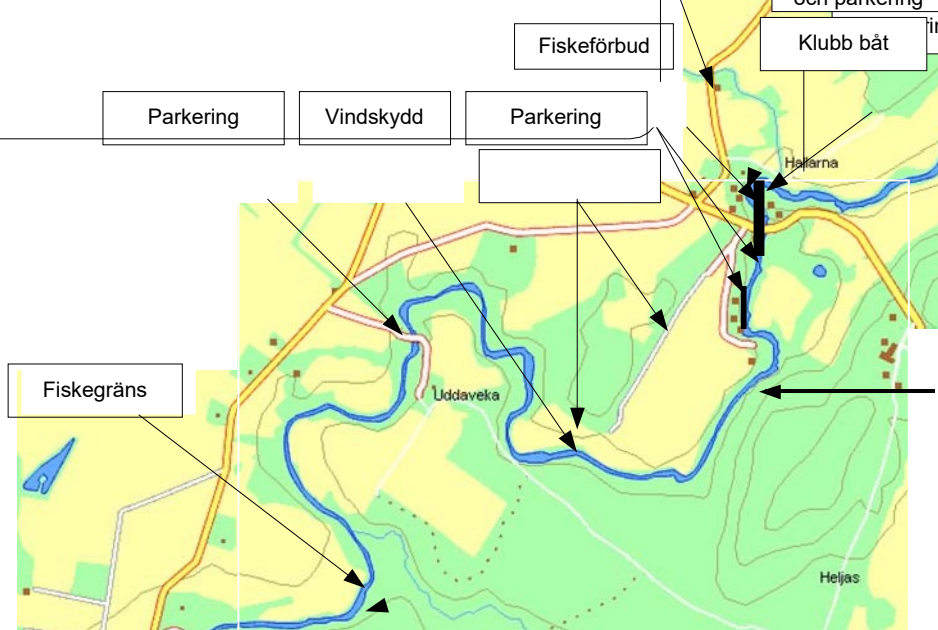 och parkering
Fiskeförbud
Klubb båt
Parkering
Vindskydd
Parkering
Hallarna
Fiskegräns
Uddaveka
Heljas